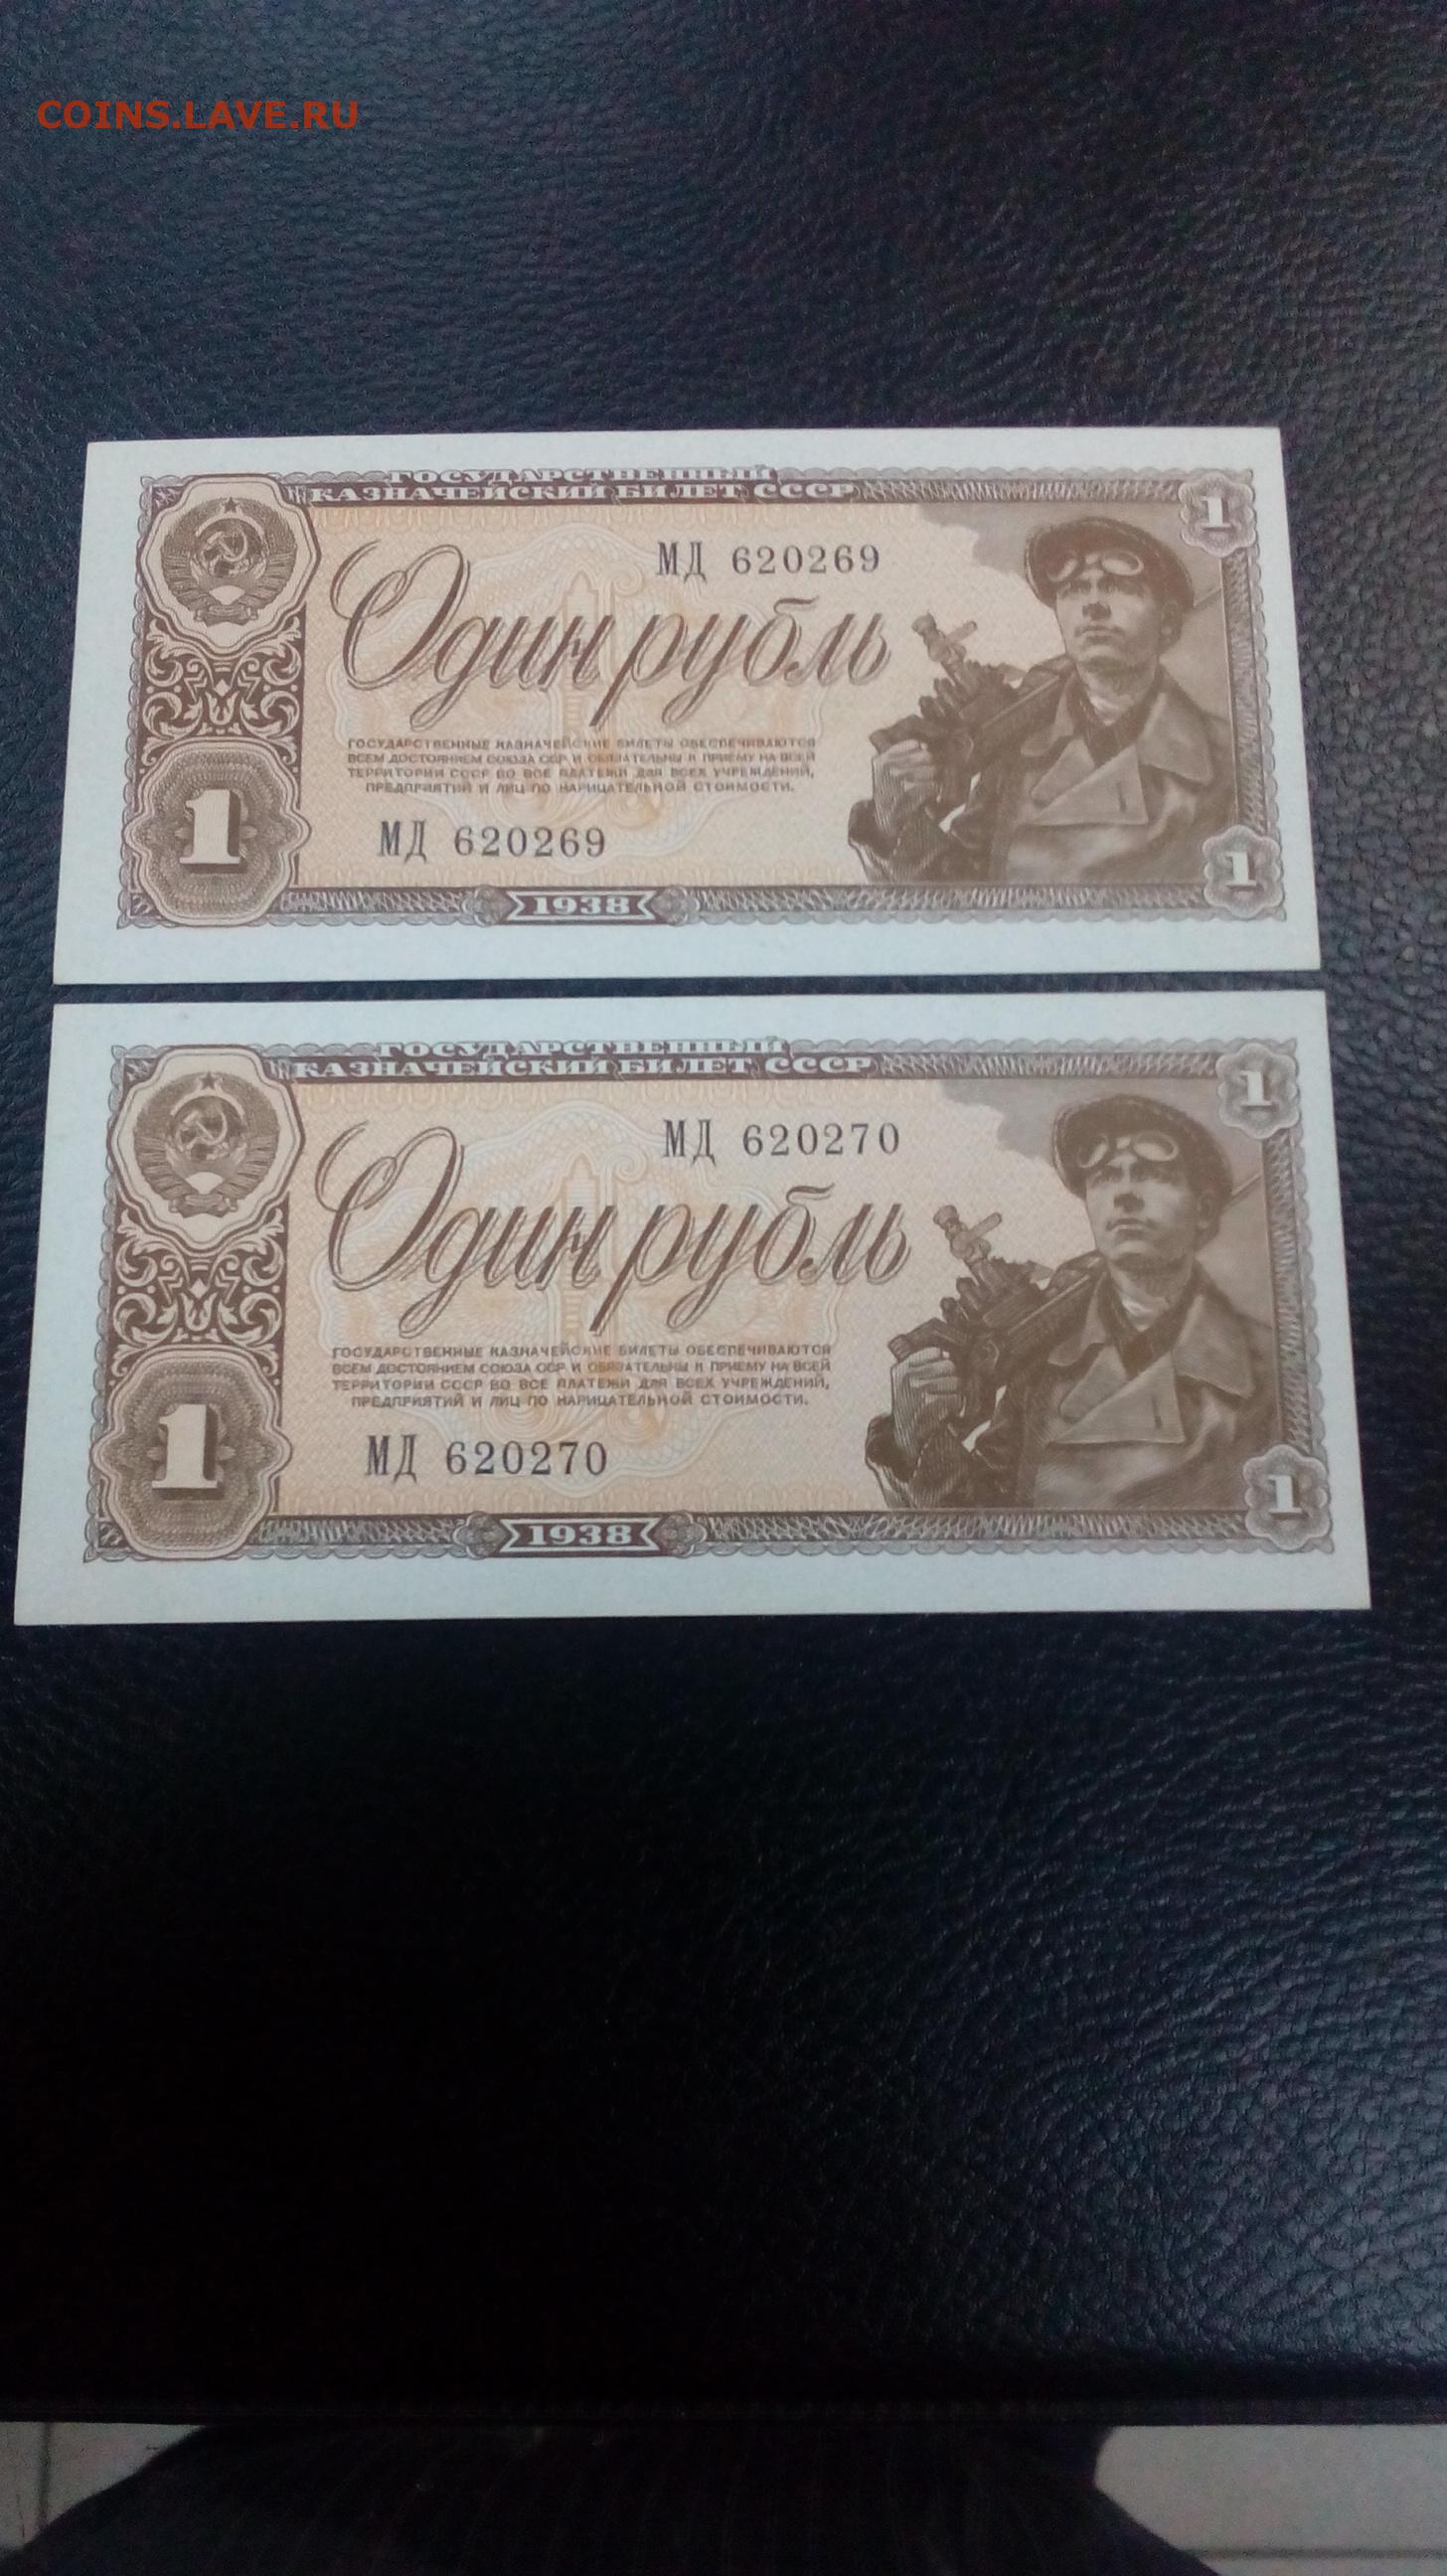 COINS.LAVE.RU
ГОСУДАРСТВЕННЫЙ
КАЗНАЧЕЙСКИЙ БИЛЕТ СССР
1
МД 620269
Один рубль
ГОСУДАРСТВЕННЫЕ КАЗНАЧЕЙСКИЕ БИЛЕТЫ ОБЕСПЕЧИВАЮТСЯ
ВСЕМ ДОСТОЯНИЕМ СОЮЗА ССР И ОБЯЗАТЕЛЬНЫ К ПРИЕМУ НА ВСЕЙ
ТЕРРИТОРИИ СССР ВО ВСЕ ПЛАТЕЖИ ДЛЯ ВСЕХ УЧРЕЖДЕНИЙ,
ПРЕДПРИЯТИЙ И ЛИЦ ПО НАРИЦАТЕЛЬНОЙ СТОИМОСТИ.
1
МД 620269
1
1938
ГОСУДАРСТВЕННЫЙ
КАЗНАЧЕЙСКИЙ БИЛЕТ СССР
1
МД 620270
Один рубль
ГОСУДАРСТВЕННЫЕ КАЗНАЧЕЙСКИЕ БИЛЕТЫ ОБЕСПЕЧИВАЮТСЯ
ВСЕМ ДОСТОЯНИЕМ СОЮЗА ССР И ОБЯЗАТЕЛЬНЫ К ПРИЕМУ НА ВСЕЙ
ТЕРРИТОРИИ СССР ВО ВСЕ ПЛАТЕЖИ ДЛЯ ВСЕХ УЧРЕЖДЕНИЙ,
ПРЕДПРИЯТИЙ И ЛИЦ ПО НАРИЦАТЕЛЬНОЙ СТОИМОСТИ.
1
МД 620270
1
1938